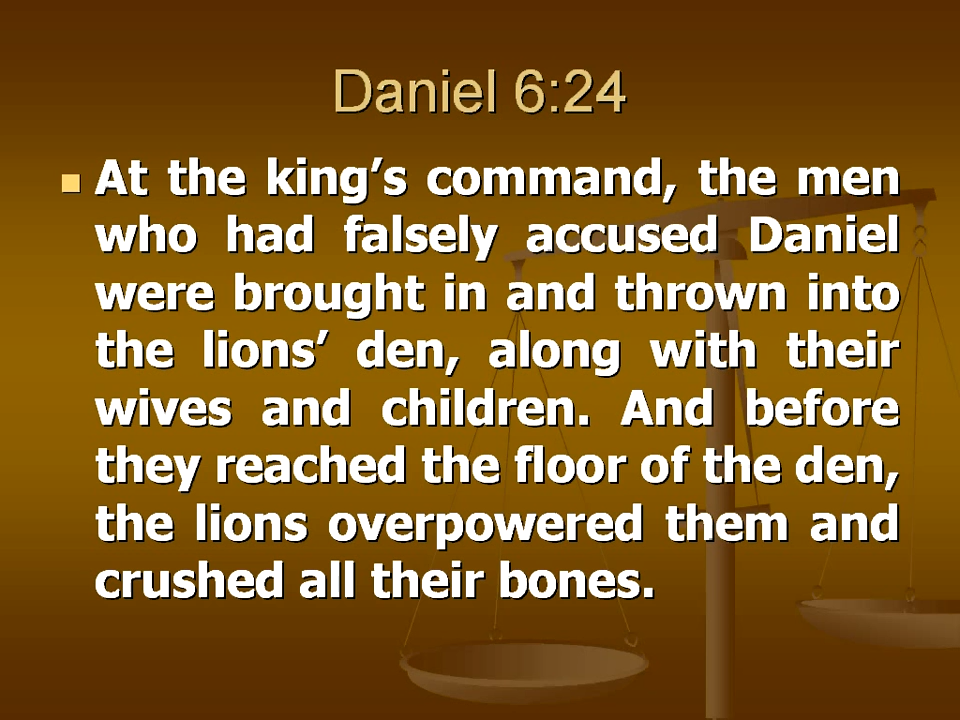 Daniel 6:24
At the king’s command, the men
who had falsely accused Daniel
were brought in and thrown into
the lions’ den, along with their
wives and children. And before
they reached the floor of the den,
the lions overpowered them and
crushed all their bones.